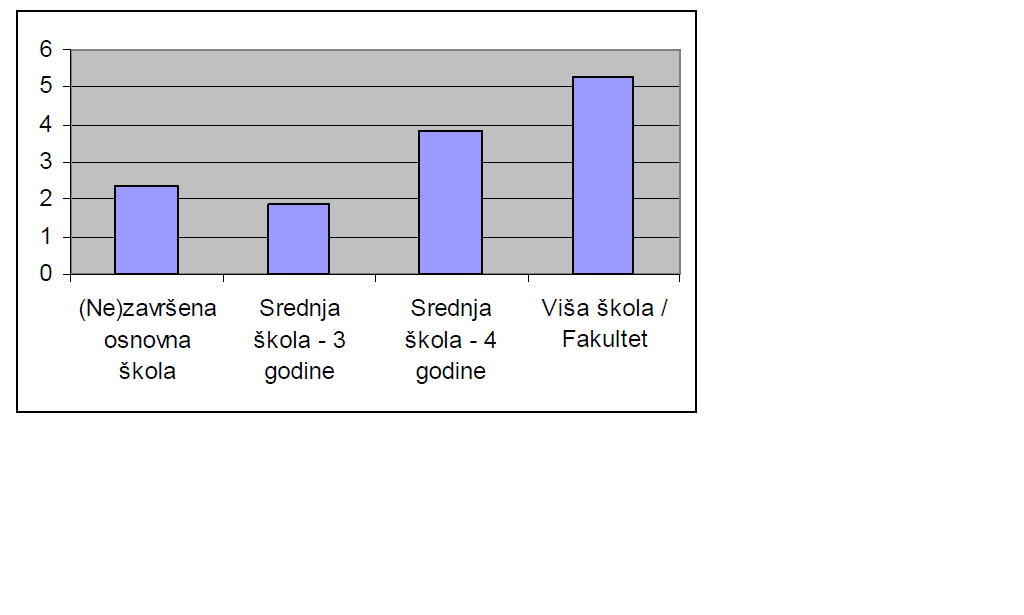 6
5
4
3
2
1
0
(Ne)završena
osnovna
škola
Srednja
škola - 3
godine
Srednja
škola - 4
godine
Viša škola /
Fakultet